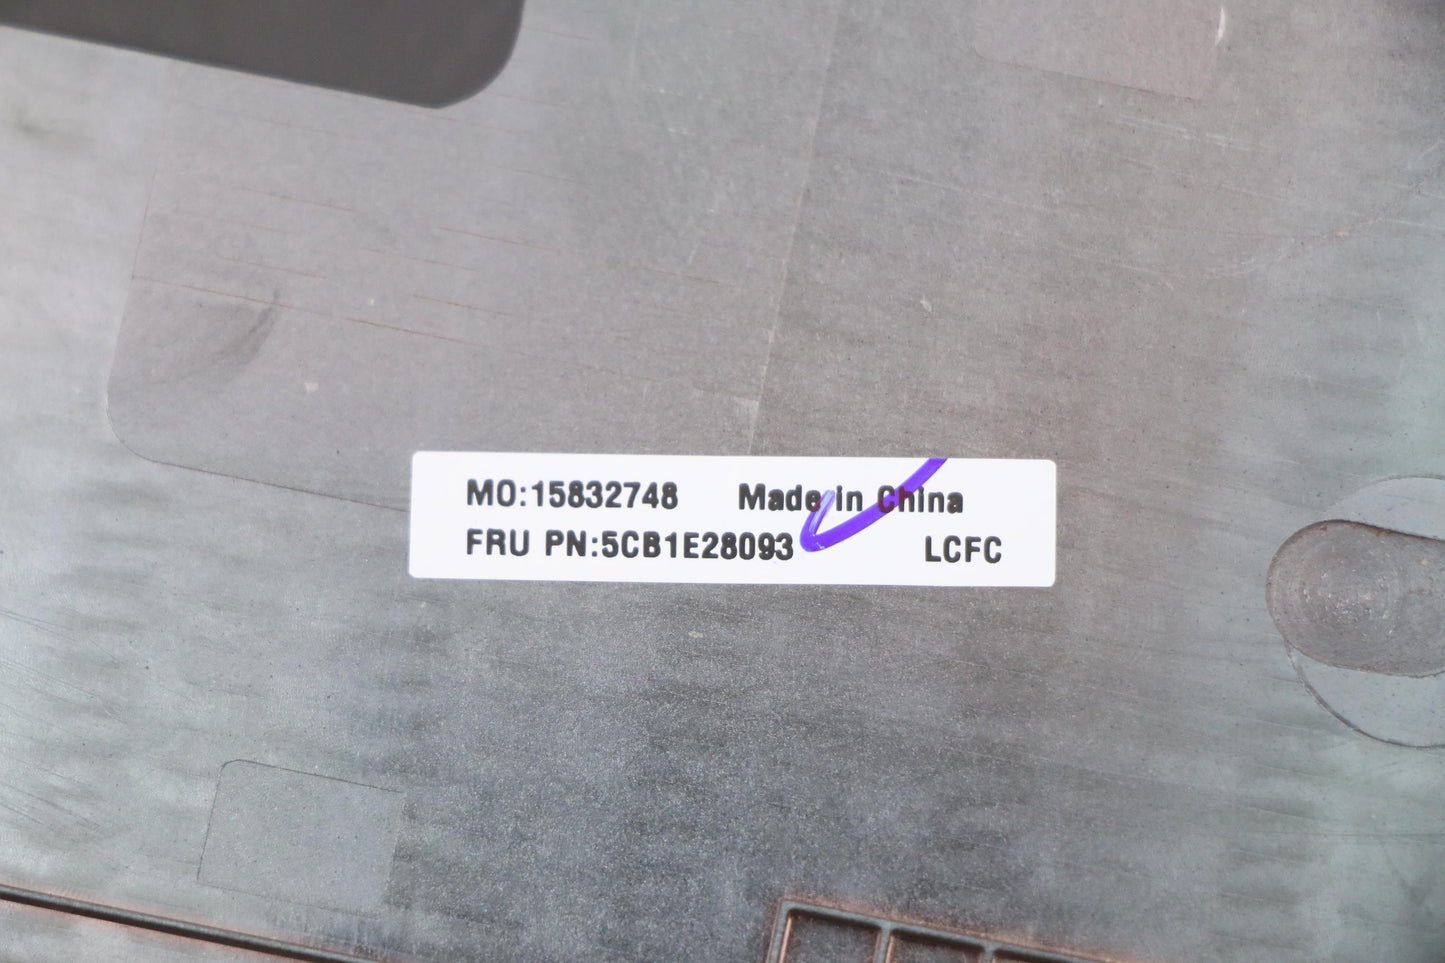 MO:15832748 Made in China
FRU PN:5CB1E28093 LCFC